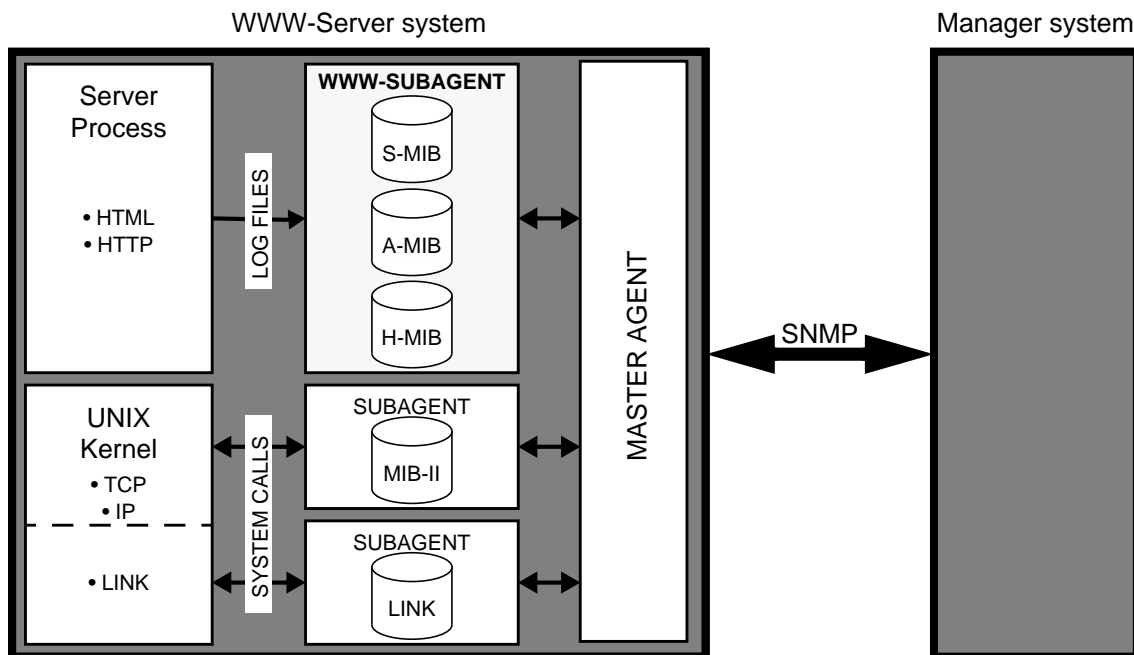 WWW-Server system
Manager system
Server
Process
• HTML
• HTTP
LOG FILES
WWW-SUBAGENT
S-MIB
A-MIB
H-MIB
MASTER AGENT
SNMP
UNIX
Kernel
• TCP
• IP
• LINK
SYSTEM CALLS
SUBAGENT
MIB-II
SUBAGENT
LINK